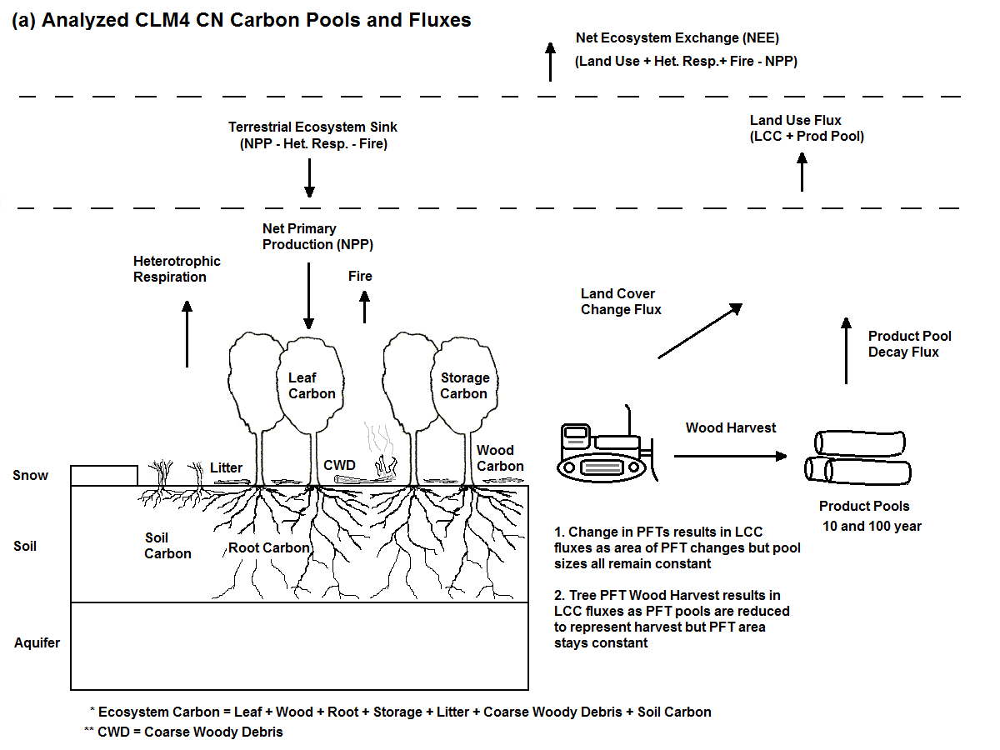 (a) Analyzed CLM4 CN Carbon Pools and Fluxes
Net Ecosystem Exchange (NEE)
(Land Use + Het. Resp.+ Fire - NPP)
Terrestrial Ecosystem Sink
(NPP - Het. Resp. - Fire)
Land Use Flux
(LCC + Prod Pool)
Net Primary
Production (NPP)
Heterotrophic
Respiration
Fire
Land Cover
Change Flux
Product Pool
Decay Flux
Leaf
Carbon
Storage
Carbon
Wood Harvest
Wood
Carbon
Litter
CWD
Snow
Product Pools
10 and 100 year
Soil
Soil
Carbon
Root Carbon
1. Change in PFTs results in LCC
fluxes as area of PFT changes but pool
sizes all remain constant
2. Tree PFT Wood Harvest results in
LCC fluxes as PFT pools are reduced
to represent harvest but PFT area
stays constant
Aquifer
* Ecosystem Carbon = Leaf + Wood + Root + Storage + Litter + Coarse Woody Debris + Soil Carbon
** CWD = Coarse Woody Debris